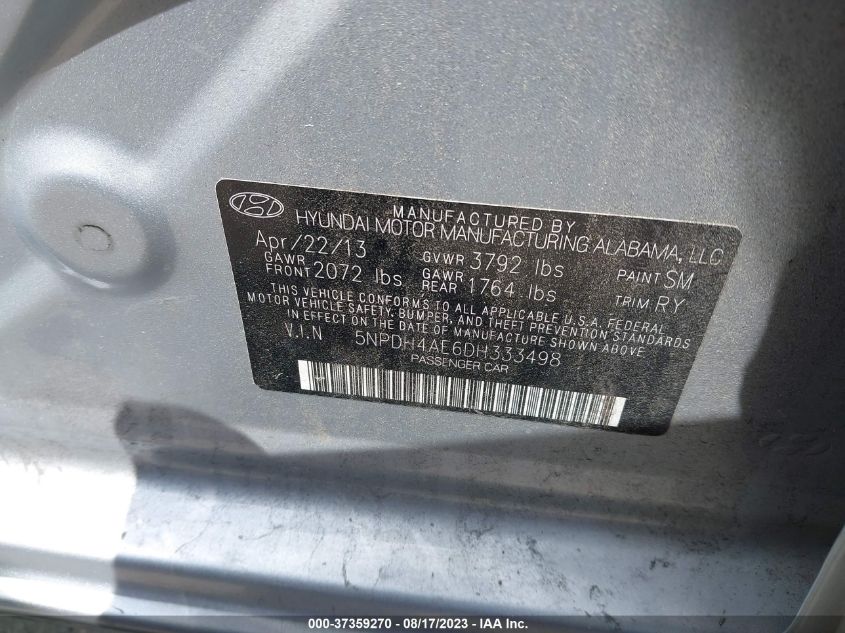 MANUFACTURED BY
HYUNDAI MOTOR MANUFACTURING ALABAMA, LLC
Apr/22/13 GVWR 3792 lbs PAINT SM
GAWR FRONT 2072 lbs GAWR REAR 1764 lbs TRIM RY
THIS VEHICLE CONFORMS TO ALL APPLICABLE U.S.A. FEDERAL
MOTOR VEHICLE SAFETY, BUMPER, AND THEFT PREVENTION STANDARDS
IN EFFECT ON THE DATE OF MANUFACTURE SHOWN ABOVE
V.I.N 5NPDH4AE6DH333498
PASSENGER CAR
000-37359270 - 08/17/2023 - IAA Inc.